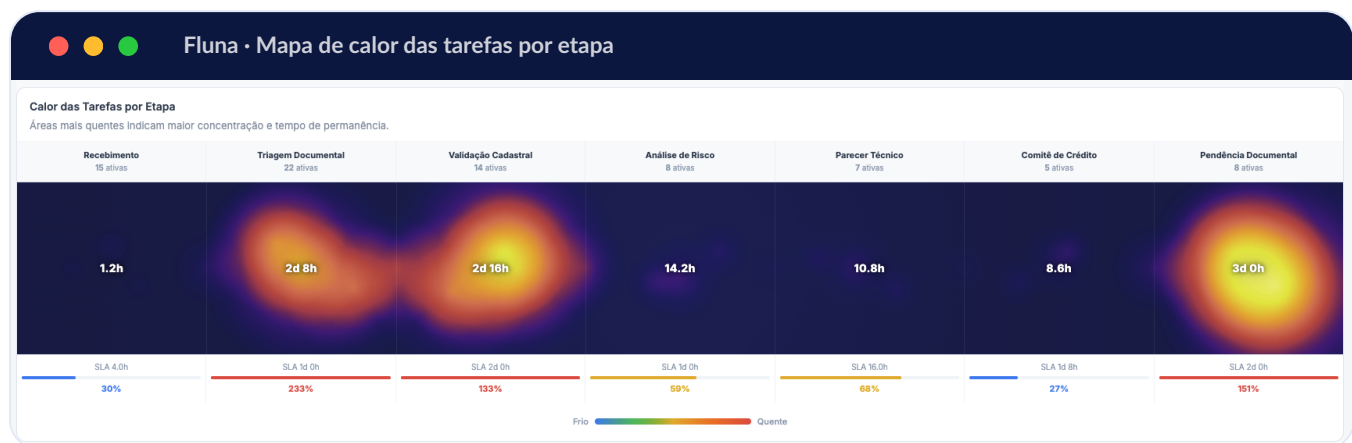 Fluna · Mapa de calor das tarefas por etapa
Calor das Tarefas por Etapa
Áreas mais quentes indicam maior concentração e tempo de permanência.
Recebimento
15 ativas
Triagem Documental
22 ativas
Validação Cadastral
14 ativas
Análise de Risco
8 ativas
Parecer Técnico
7 ativas
Comitê de Crédito
5 ativas
Pendência Documental
8 ativas
1.2h
2d 8h
2d 16h
14.2h
10.8h
8.6h
3d 0h
SLA 4.0h
30%
SLA 1d 0h
233%
SLA 2d 0h
133%
SLA 1d 0h
59%
SLA 16.0h
68%
SLA 1d 8h
27%
SLA 2d 0h
151%
Frio
Quente